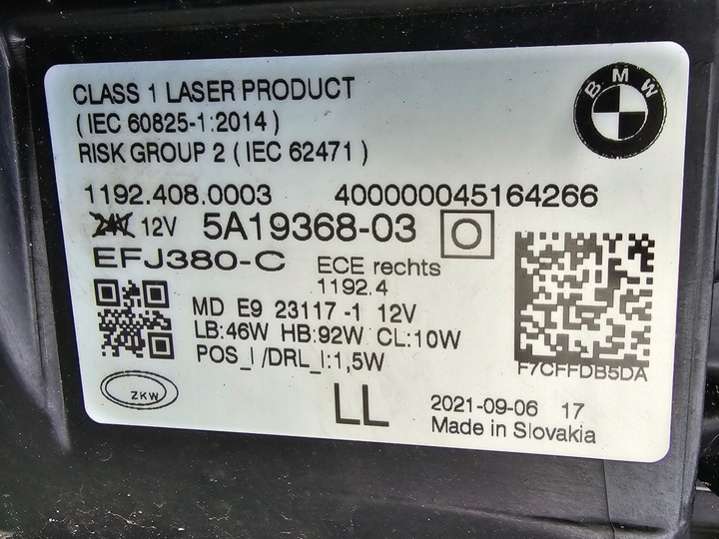 CLASS 1 LASER PRODUCT
(IEC 60825-1:2014)
RISK GROUP 2 (IEC 62471)
BMW
1192.408.0003 400000045164266
24V 12V 5A19368-03 O
EFJ380-C ECE rechts
1192.4
MD E9 23117 -1 12V
LB:46W HB:92W CL:10W
POS_I /DRL_I:1,5W
F7CFFDB5DA
ZKW
LL
2021-09-06 17
Made in Slovakia